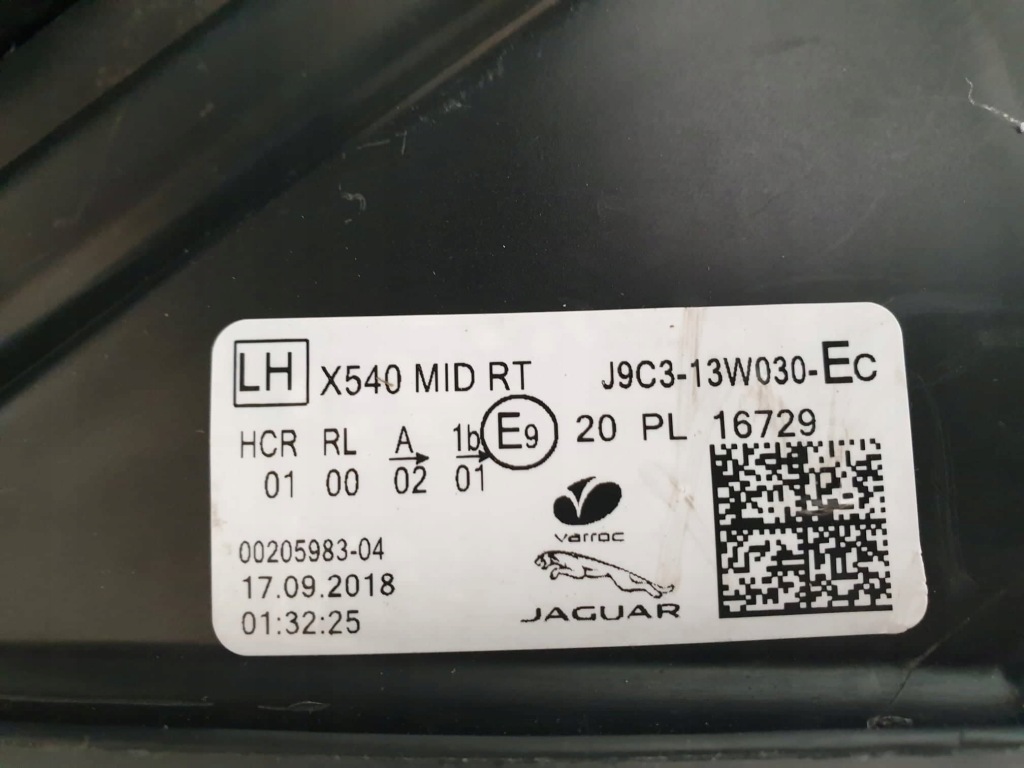 LH X540 MID RT J9C3-13W030-EC
HCR RL A 1b E9 20 PL 16729
01 00 02 01
varroc
00205983-04
17.09.2018
JAGUAR
01:32:25